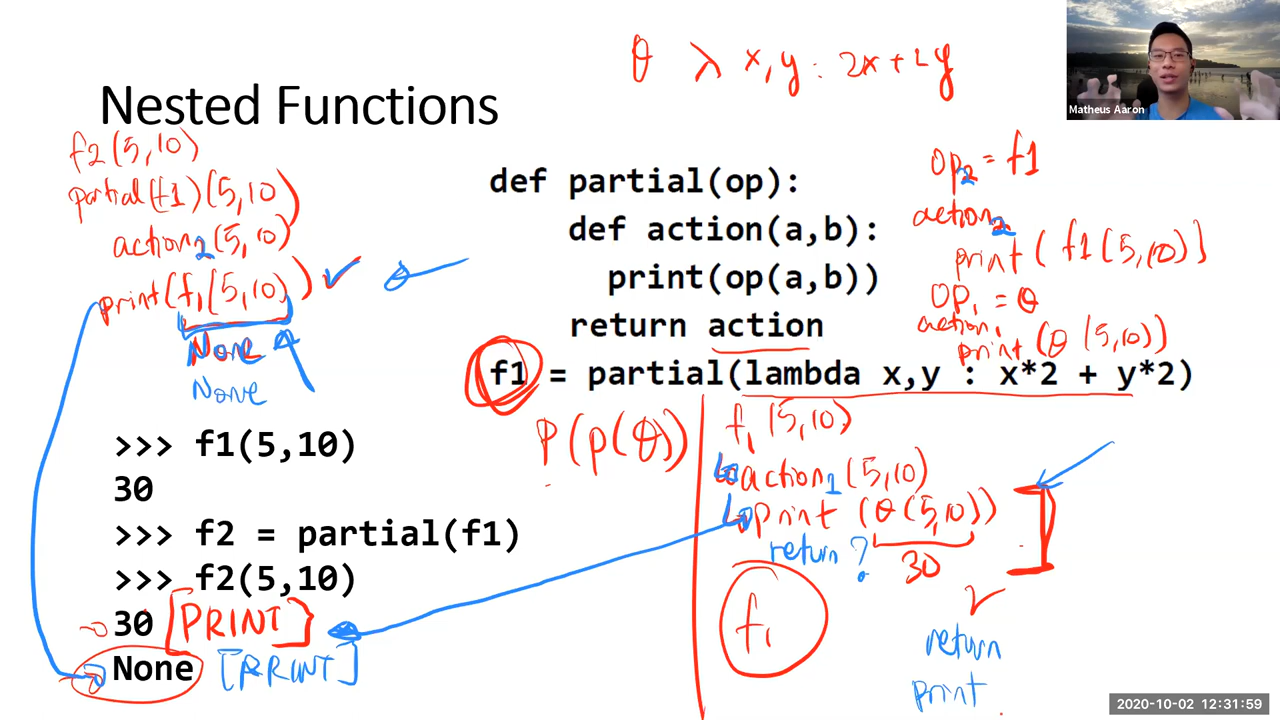 θ λ x, y : 2x + 2y
Matheus Aaron
Nested Functions
f2(5,10)
partial(f1)(5,10)
action2(5,10)
print(f1(5,10))
None
None
def partial(op):
def action(a,b):
print(op(a,b))
return action
f1 = partial(lambda x,y : x*2 + y*2)
op2 = f1
action2
print(f1(5,10))
OP1 = θ
action1
print(θ(5,10))
>>> f1(5,10)
30
>>> f2 = partial(f1)
>>> f2(5,10)
30 [PRINT]
None [PRINT]
P(p(θ))
f1(5,10)
action1(5,10)
print(θ(5,10))
return?
30
f1
return
print
2020-10-02 12:31:59